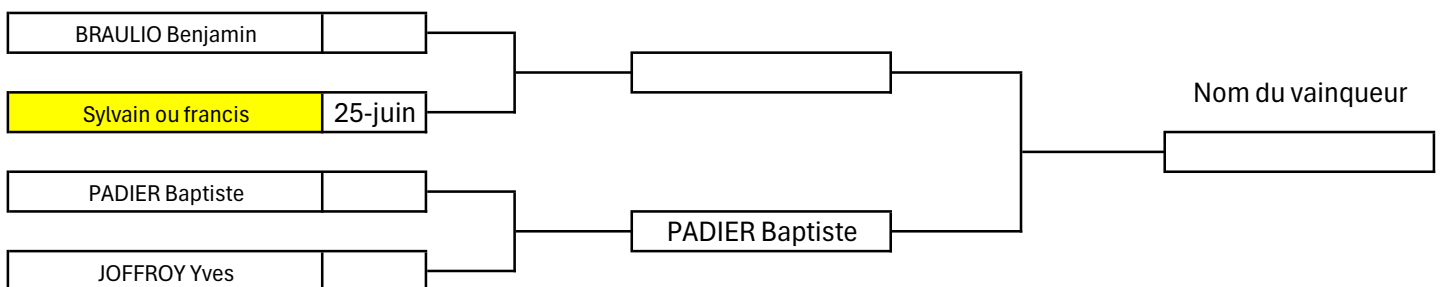 BRAULIO Benjamin
Sylvain ou francis
25-juin
PADIER Baptiste
JOFFROY Yves
PADIER Baptiste
Nom du vainqueur